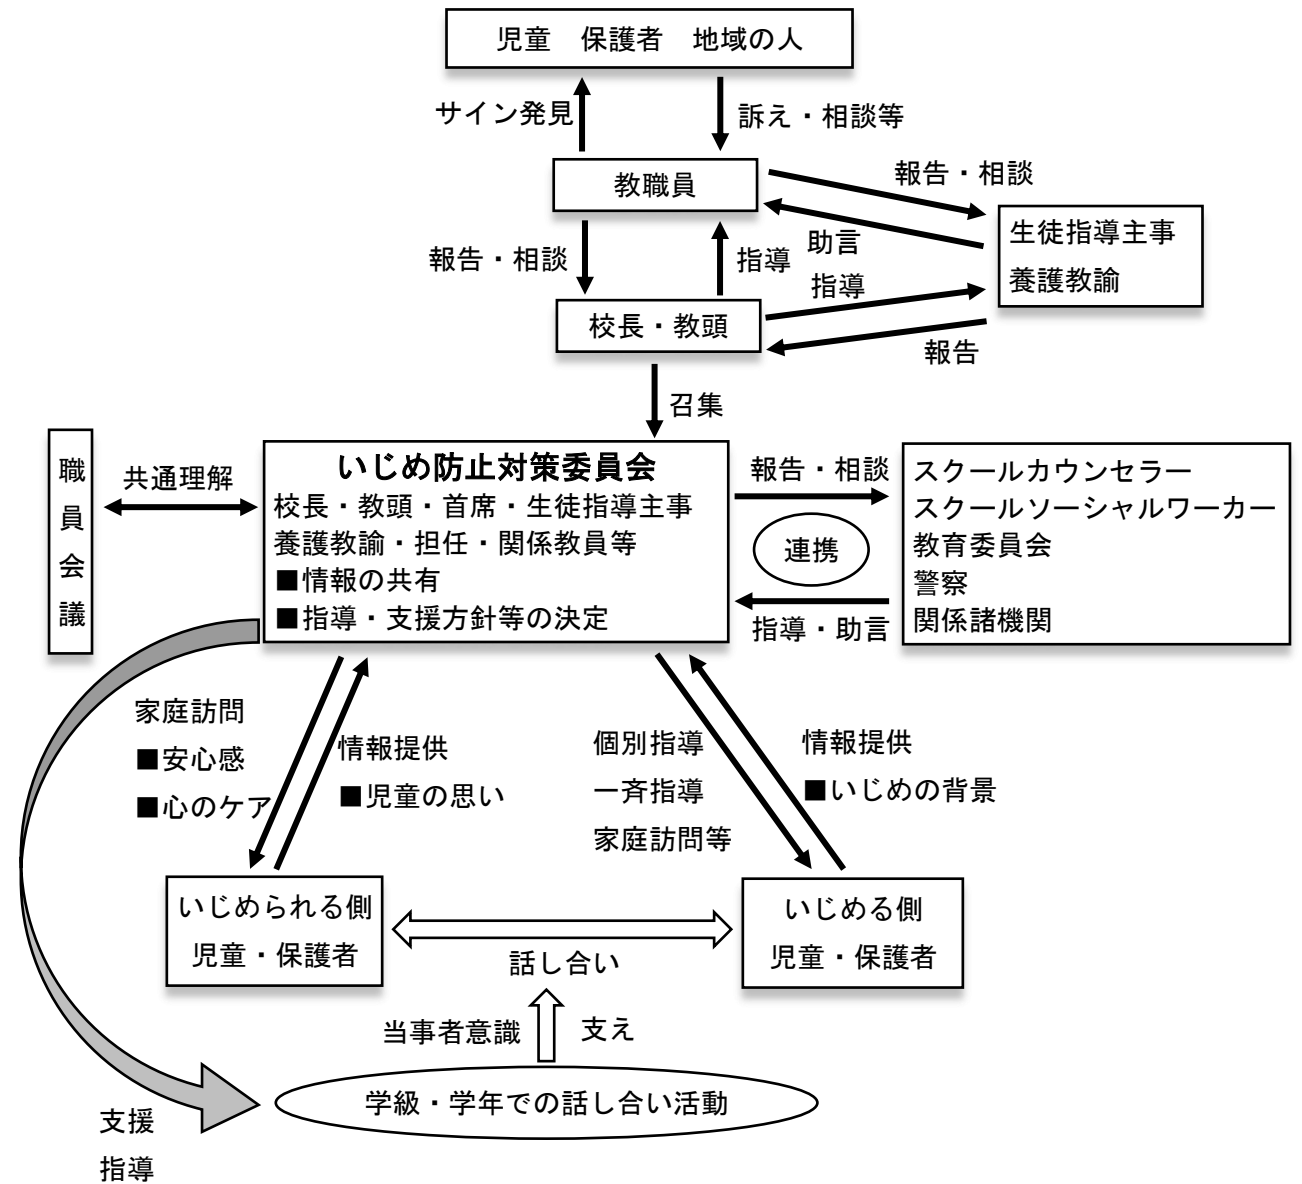 児童　保護者　地域の人
サイン発見
訴え・相談等
教職員
報告・相談
生徒指導主事
養護教諭
助言
報告・相談
指導
指導
校長・教頭
報告
召集
職員会議
共通理解
いじめ防止対策委員会
校長・教頭・首席・生徒指導主事
養護教諭・担任・関係教員等
■情報の共有
■指導・支援方針等の決定
報告・相談
連携
指導・助言
スクールカウンセラー
スクールソーシャルワーカー
教育委員会
警察
関係諸機関
家庭訪問
■安心感
■心のケア
情報提供
■児童の思い
個別指導
一斉指導
家庭訪問等
情報提供
■いじめの背景
いじめられる側
児童・保護者
話し合い
いじめる側
児童・保護者
当事者意識
支え
学級・学年での話し合い活動
支援
指導